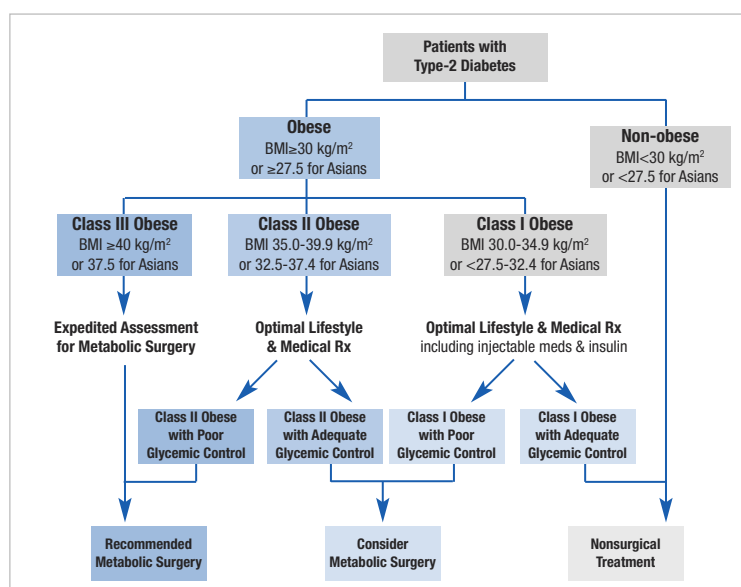 Patients with
Type-2 Diabetes
Obese
BMI≥30 kg/m²
or ≥27.5 for Asians
Non-obese
BMI<30 kg/m²
or <27.5 for Asians
Class III Obese
BMI ≥40 kg/m²
or 37.5 for Asians
Class II Obese
BMI 35.0-39.9 kg/m²
or 32.5-37.4 for Asians
Class I Obese
BMI 30.0-34.9 kg/m²
or <27.5-32.4 for Asians
Expedited Assessment
for Metabolic Surgery
Optimal Lifestyle
& Medical Rx
Optimal Lifestyle & Medical Rx
including injectable meds & insulin
Class II Obese
with Poor
Glycemic Control
Class II Obese
with Adequate
Glycemic Control
Class I Obese
with Poor
Glycemic Control
Class I Obese
with Adequate
Glycemic Control
Recommended
Metabolic Surgery
Consider
Metabolic Surgery
Nonsurgical
Treatment